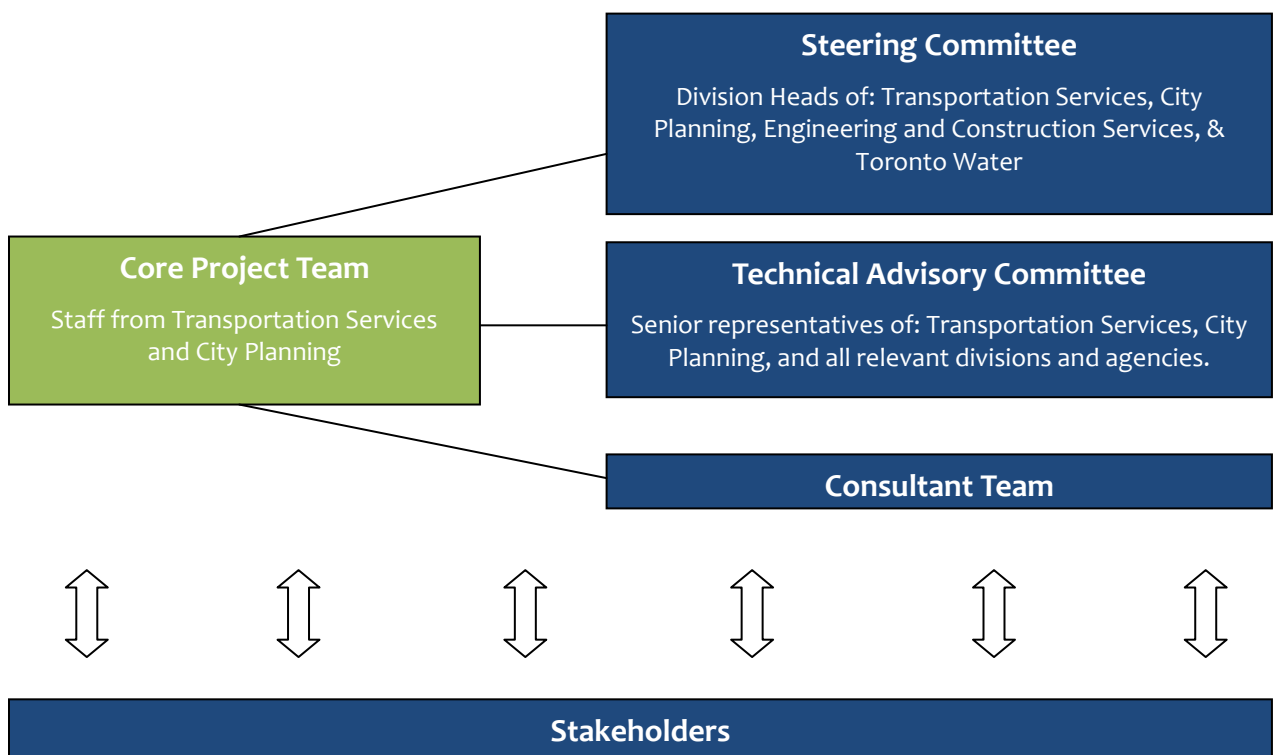 Steering Committee
Division Heads of: Transportation Services, City
Planning, Engineering and Construction Services, &
Toronto Water
Core Project Team
Staff from Transportation Services
and City Planning
Technical Advisory Committee
Senior representatives of: Transportation Services, City
Planning, and all relevant divisions and agencies.
Consultant Team
Stakeholders